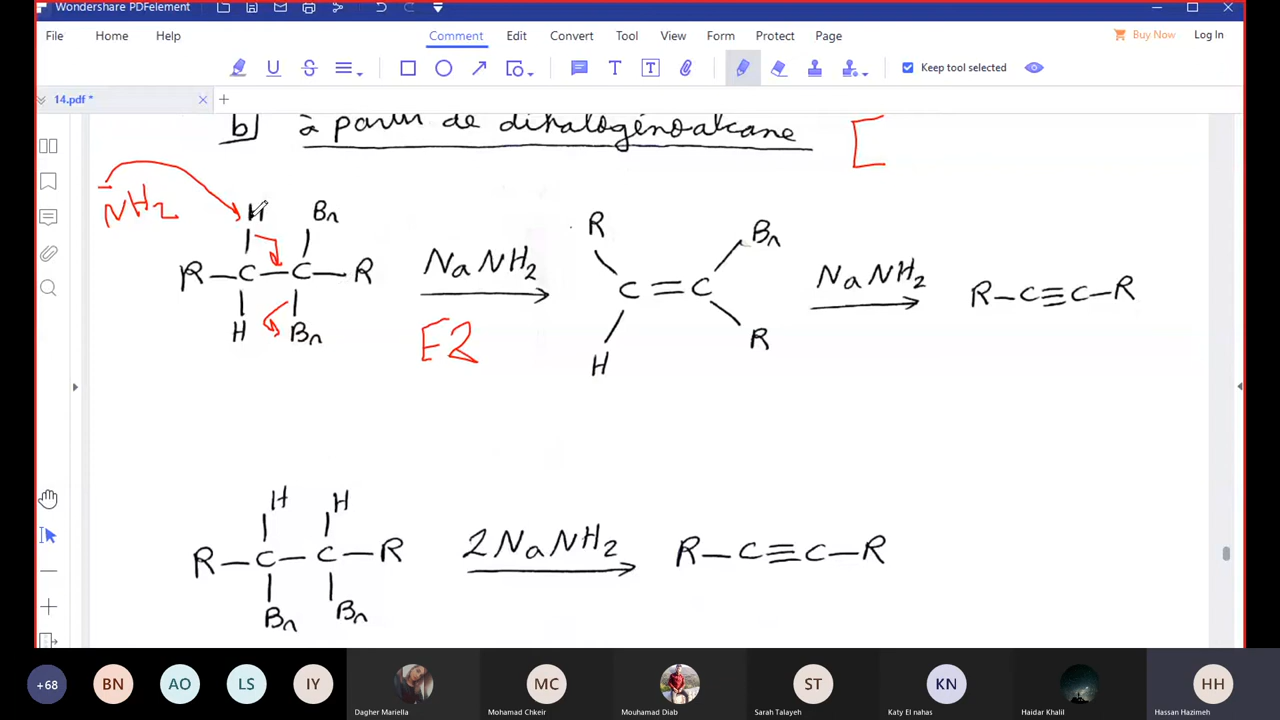 Wondershare PDFelement
File Home Help Comment Edit Convert Tool View Form Protect Page Buy Now Log In
Keep tool selected
14.pdf *
b) à partir de dihalogénoalcane [
NH2
H Br
R–C–C–R
H Br
NaNH2
E2
R Br
C=C
H R
NaNH2
R–C≡C–R
H H
R–C–C–R
Br Br
2NaNH2
R–C≡C–R
+68 BN AO LS IY MC ST KN HH
Dagher Mariella Mohamad Chkeir Mouhamad Diab Sarah Talayeh Katy El nahas Haidar Khalil Hassan Hazimeh